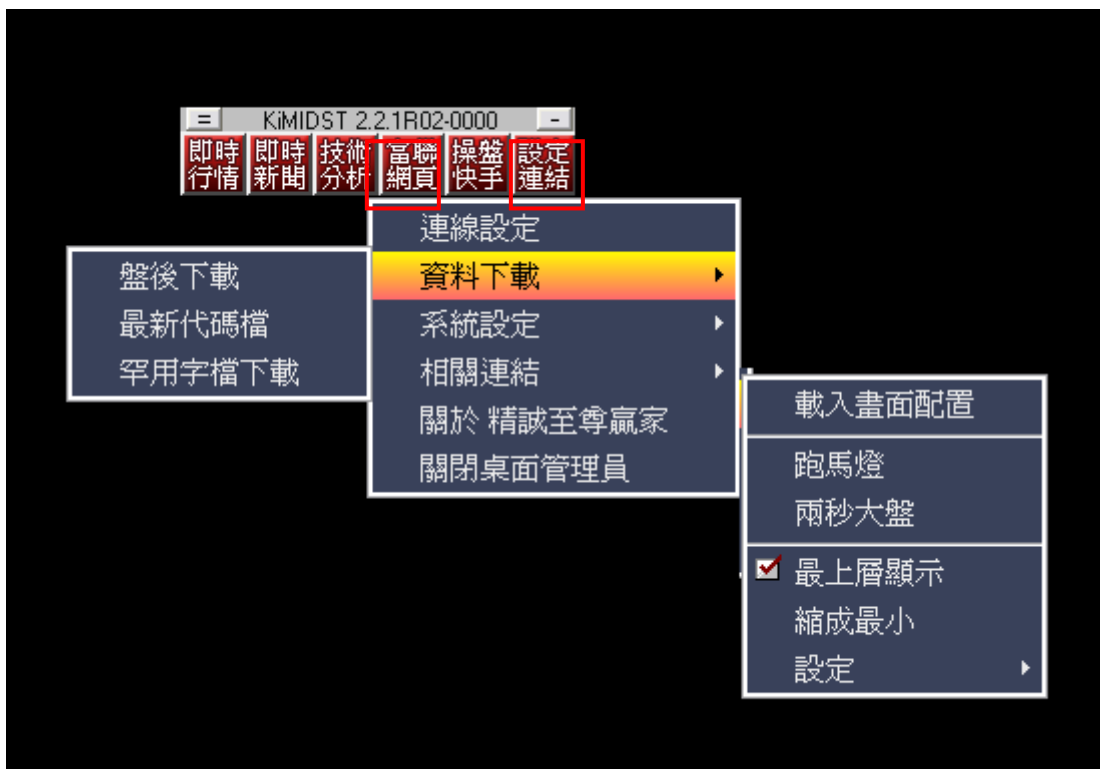 = KiMIDST 2.2.1R02-0000 -
即時 即時 技術 富聯 操盤 設定
行情 新聞 分析 網頁 快手 連結
連線設定
資料下載
系統設定
相關連結
關於 精誠至尊贏家
關閉桌面管理員
盤後下載
最新代碼檔
罕用字檔下載
載入畫面配置
跑馬燈
兩秒大盤
最上層顯示
縮成最小
設定